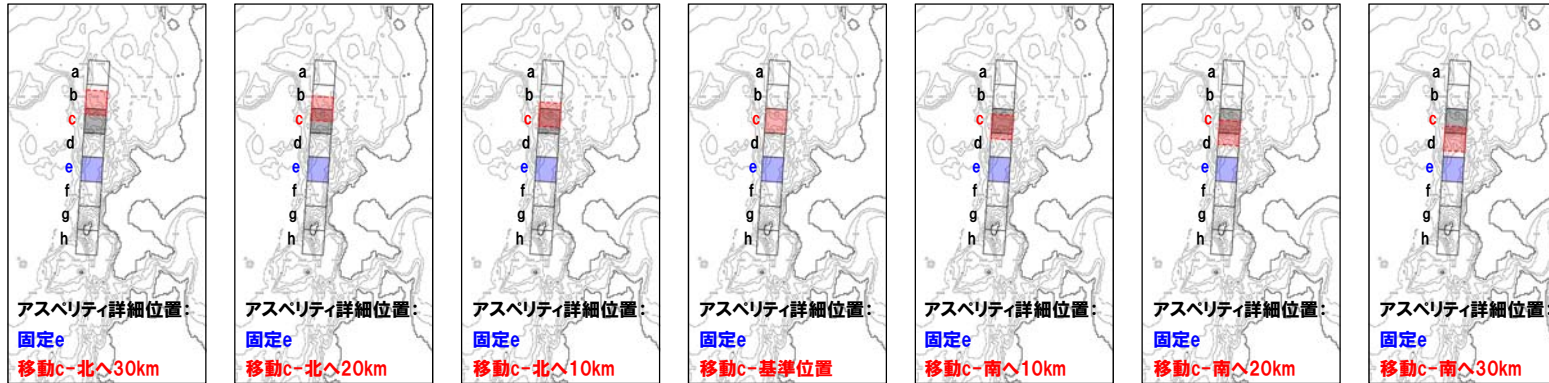 a
b
c
d
e
f
g
h
アスペリティ詳細位置:
固定e
移動c-北へ30km
a
b
c
d
e
f
g
h
アスペリティ詳細位置:
固定e
移動c-北へ20km
a
b
c
d
e
f
g
h
アスペリティ詳細位置:
固定e
移動c-北へ10km
a
b
c
d
e
f
g
h
アスペリティ詳細位置:
固定e
移動c-基準位置
a
b
c
d
e
f
g
h
アスペリティ詳細位置:
固定e
移動c-南へ10km
a
b
c
d
e
f
g
h
アスペリティ詳細位置:
固定e
移動c-南へ20km
a
b
c
d
e
f
g
h
アスペリティ詳細位置:
固定e
移動c-南へ30km